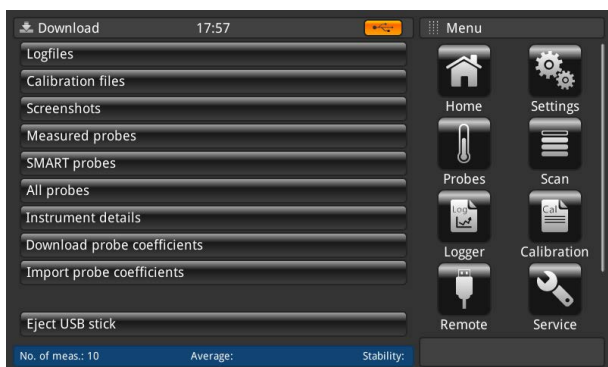 Download 17:57
Logfiles
Calibration files
Screenshots
Measured probes
SMART probes
All probes
Instrument details
Download probe coefficients
Import probe coefficients
Eject USB stick
No. of meas.: 10 Average: Stability:
Menu
Home Settings
Probes Scan
Log Cal
Logger Calibration
Remote Service